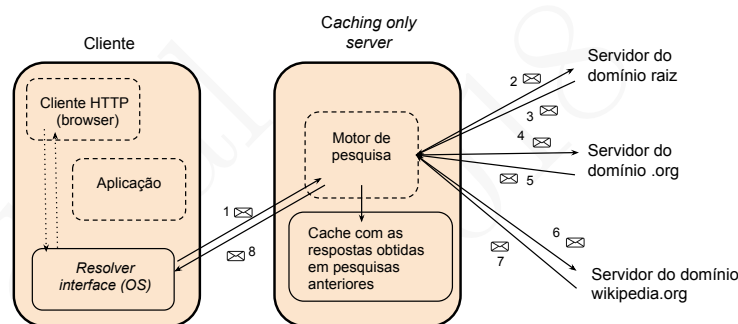 Cliente
Caching only
server
Cliente HTTP
(browser)
Aplicação
Resolver
interface (OS)
Motor de
pesquisa
Cache com as
respostas obtidas
em pesquisas
anteriores
1
8
2
3
4
5
6
7
Servidor do
domínio raiz
Servidor do
domínio .org
Servidor do domínio
wikipedia.org